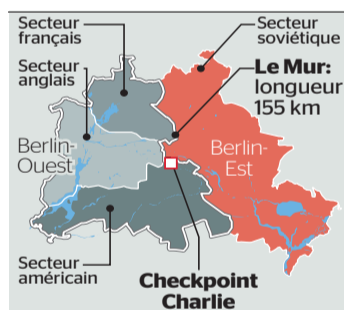 Secteur
français
Secteur
soviétique
Secteur
anglais
Le Mur:
longueur
155 km
Berlin-
Ouest
Berlin-
Est
Secteur
américain
Checkpoint
Charlie